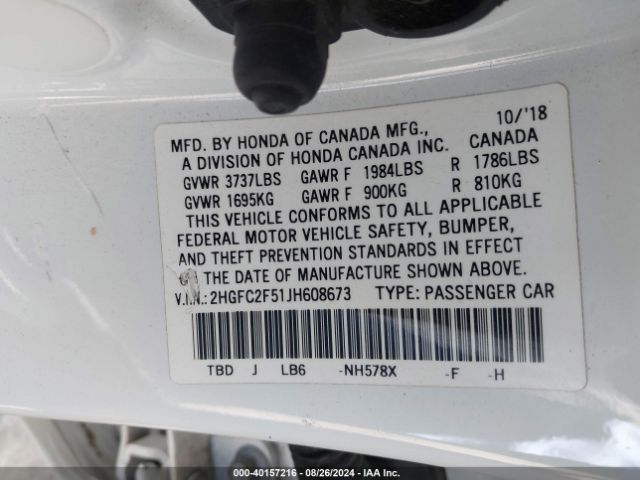 10/'18
MFD. BY HONDA OF CANADA MFG., CANADA
A DIVISION OF HONDA CANADA INC.
GVWR 3737LBS GAWR F 1984LBS R 1786LBS
GVWR 1695KG GAWR F 900KG R 810KG
THIS VEHICLE CONFORMS TO ALL APPLICABLE
FEDERAL MOTOR VEHICLE SAFETY, BUMPER,
AND THEFT PREVENTION STANDARDS IN EFFECT
THE DATE OF MANUFACTURE SHOWN ABOVE.
V.I.N.: 2HGFC2F51JH608673 TYPE: PASSENGER CAR
TBD J LB6 -NH578X -F -H
000-40157216 - 08/26/2024 - IAA Inc.